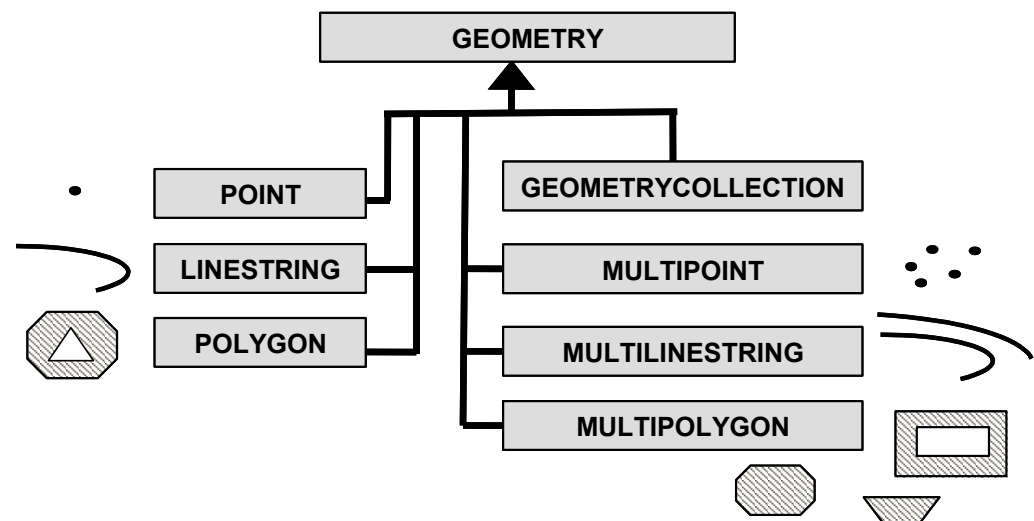 GEOMETRY
POINT
GEOMETRYCOLLECTION
LINESTRING
MULTIPOINT
POLYGON
MULTILINESTRING
MULTIPOLYGON